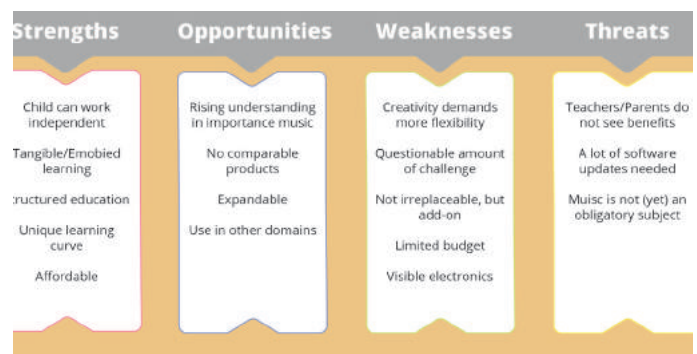 Strengths
Child can work
independent
Tangible/Emobied
learning
tructured education
Unique learning
curve
Affordable
Opportunities
Rising understanding
in importance music
No comparable
products
Expandable
Use in other domains
Weaknesses
Creativity demands
more flexibility
Questionable amount
of challenge
Not irreplaceable, but
add-on
Limited budget
Visible electronics
Threats
Teachers/Parents do
not see benefits
A lot of software
updates needed
Muisc is not (yet) an
obligatory subject